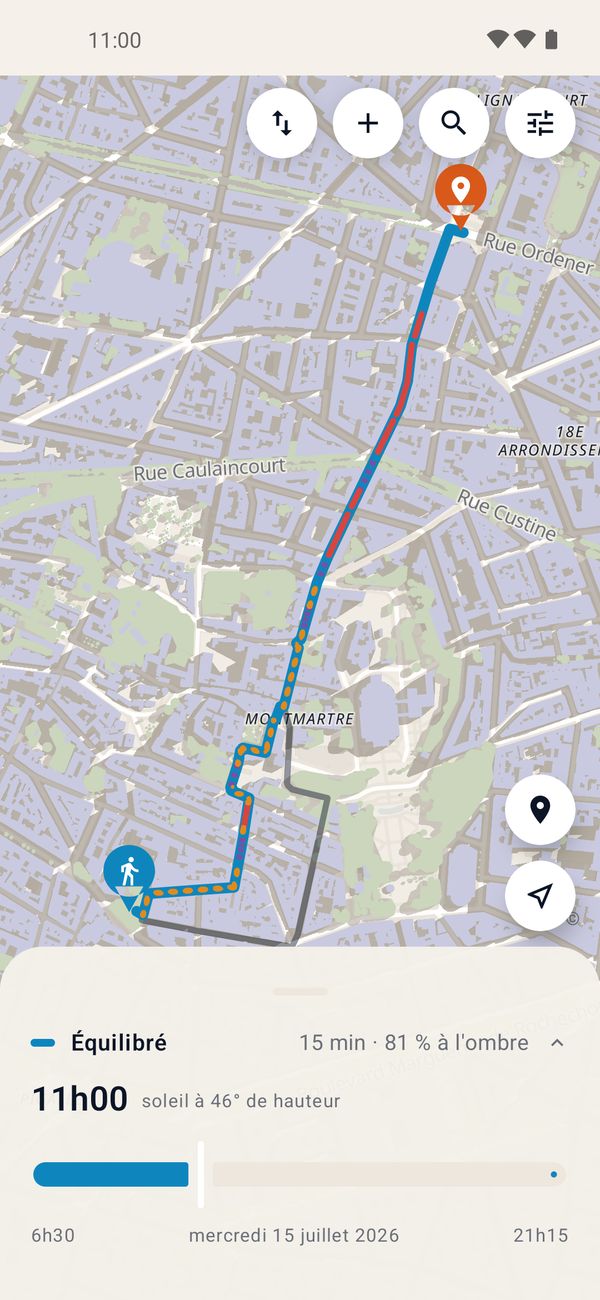 11:00
Rue Ordener
18E
Rue Caulaincourt
Rue Custine
MONTMARTRE
©
Équilibré
15 min · 81 % à l'ombre
11h00
soleil à 46° de hauteur
6h30
mercredi 15 juillet 2026
21h15